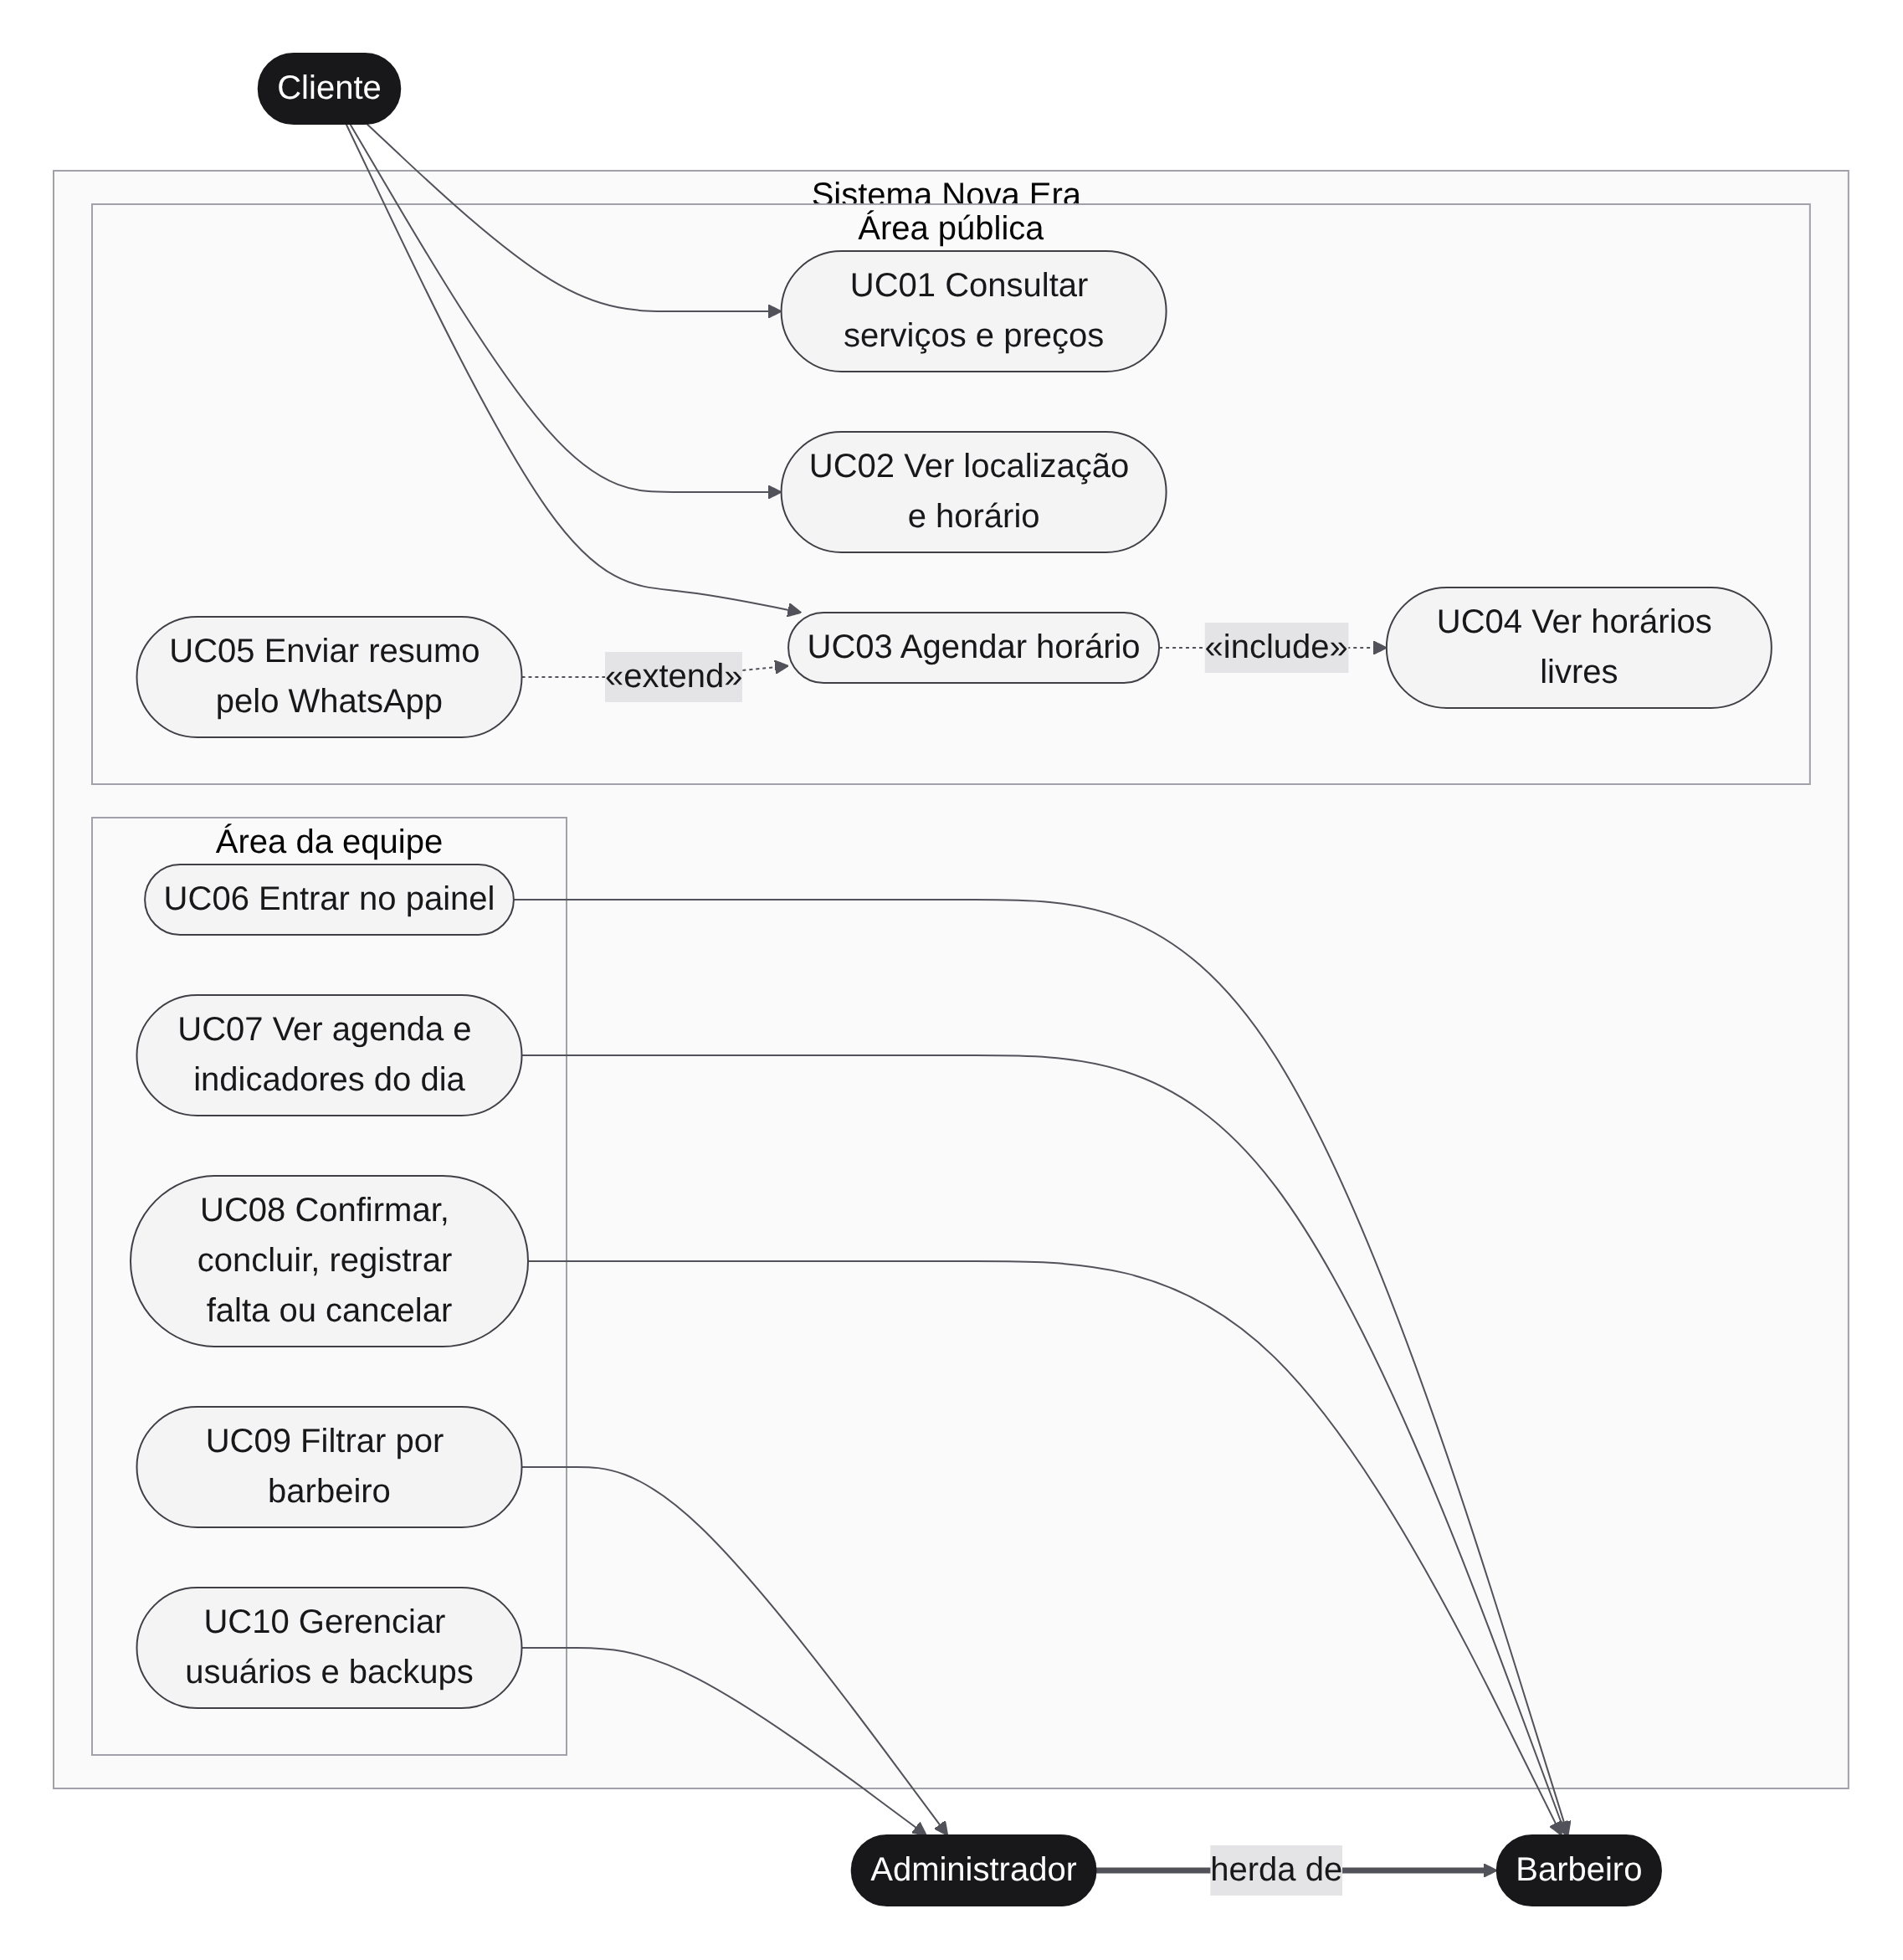 Cliente
Sistema Nova Era
Área pública
UC01 Consultar
serviços e preços
UC02 Ver localização
e horário
UC05 Enviar resumo
pelo WhatsApp
«extend»
UC03 Agendar horário
«include»
UC04 Ver horários
livres
Área da equipe
UC06 Entrar no painel
UC07 Ver agenda e
indicadores do dia
UC08 Confirmar,
concluir, registrar
falta ou cancelar
UC09 Filtrar por
barbeiro
UC10 Gerenciar
usuários e backups
Administrador
herda de
Barbeiro